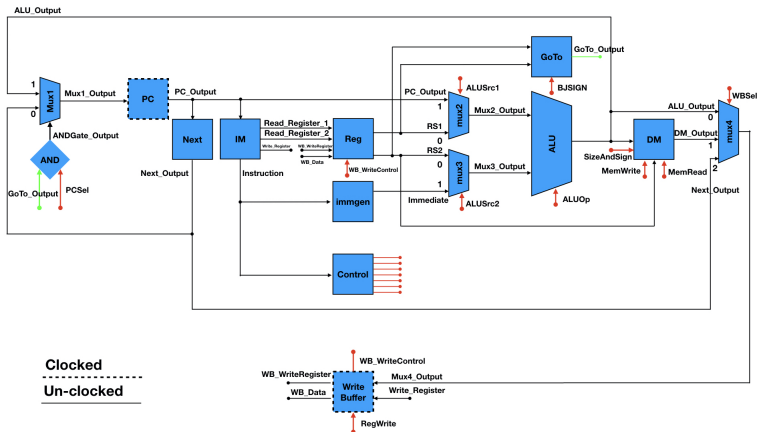 ALU_Output
GoTo
GoTo_Output
BJSIGN
1
Mux1
0
Mux1_Output
PC
PC_Output
PC_Output
1
ALUSrc1
mux2
Mux2_Output
RS1
0
ANDGate_Output
AND
GoTo_Output
PCSel
Next
Next_Output
IM
Instruction
Read_Register_1
Read_Register_2
Write_Register
WB_WriteRegister
WB_Data
Reg
WB_WriteControl
RS2
0
mux3
Mux3_Output
1
Immediate
ALUSrc2
immgen
Control
ALU
ALUOp
WBSel
ALU_Output
0
mux4
DM
DM_Output
1
SizeAndSign
MemWrite
MemRead
2
Next_Output
Clocked
Un-clocked
WB_WriteControl
WB_WriteRegister
WB_Data
Write
Buffer
Mux4_Output
Write_Register
RegWrite